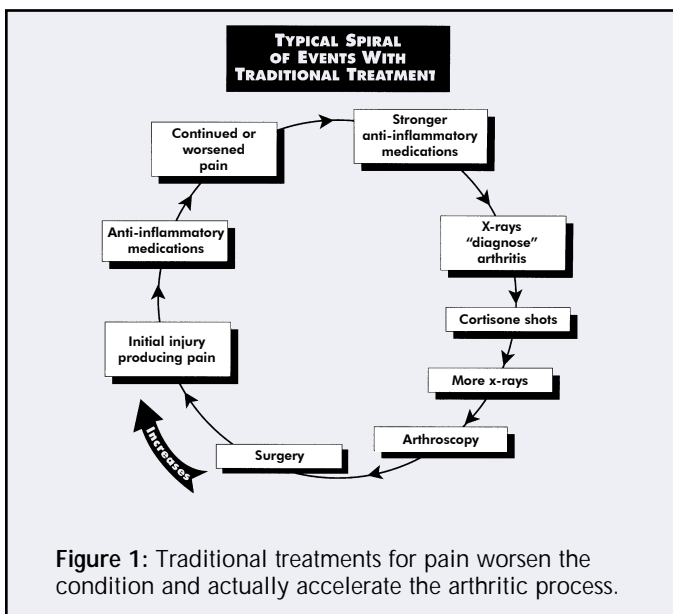 TYPICAL SPIRAL
OF EVENTS WITH
TRADITIONAL TREATMENT
Continued or
worsened
pain
Stronger
anti-inflammatory
medications
Anti-inflammatory
medications
X-rays
“diagnose”
arthritis
Cortisone shots
Initial injury
producing pain
More x-rays
Arthroscopy
Surgery
Increases
Figure 1: Traditional treatments for pain worsen the
condition and actually accelerate the arthritic process.